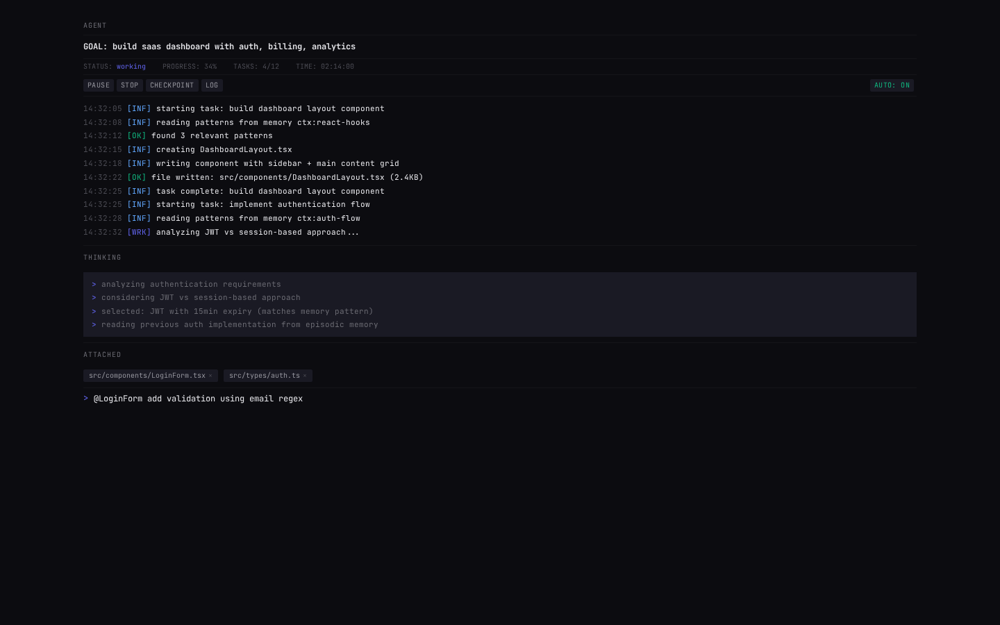 AGENT
GOAL: build saas dashboard with auth, billing, analytics
STATUS: working PROGRESS: 34% TASKS: 4/12 TIME: 02:14:00
PAUSE STOP CHECKPOINT LOG AUTO: ON
14:32:05 [INF] starting task: build dashboard layout component
14:32:08 [INF] reading patterns from memory ctx:react-hooks
14:32:12 [OK] found 3 relevant patterns
14:32:15 [INF] creating DashboardLayout.tsx
14:32:18 [INF] writing component with sidebar + main content grid
14:32:22 [OK] file written: src/components/DashboardLayout.tsx (2.4KB)
14:32:25 [INF] task complete: build dashboard layout component
14:32:25 [INF] starting task: implement authentication flow
14:32:28 [INF] reading patterns from memory ctx:auth-flow
14:32:32 [WRK] analyzing JWT vs session-based approach...
THINKING
> analyzing authentication requirements
> considering JWT vs session-based approach
> selected: JWT with 15min expiry (matches memory pattern)
> reading previous auth implementation from episodic memory
ATTACHED
src/components/LoginForm.tsx × src/types/auth.ts ×
> @LoginForm add validation using email regex